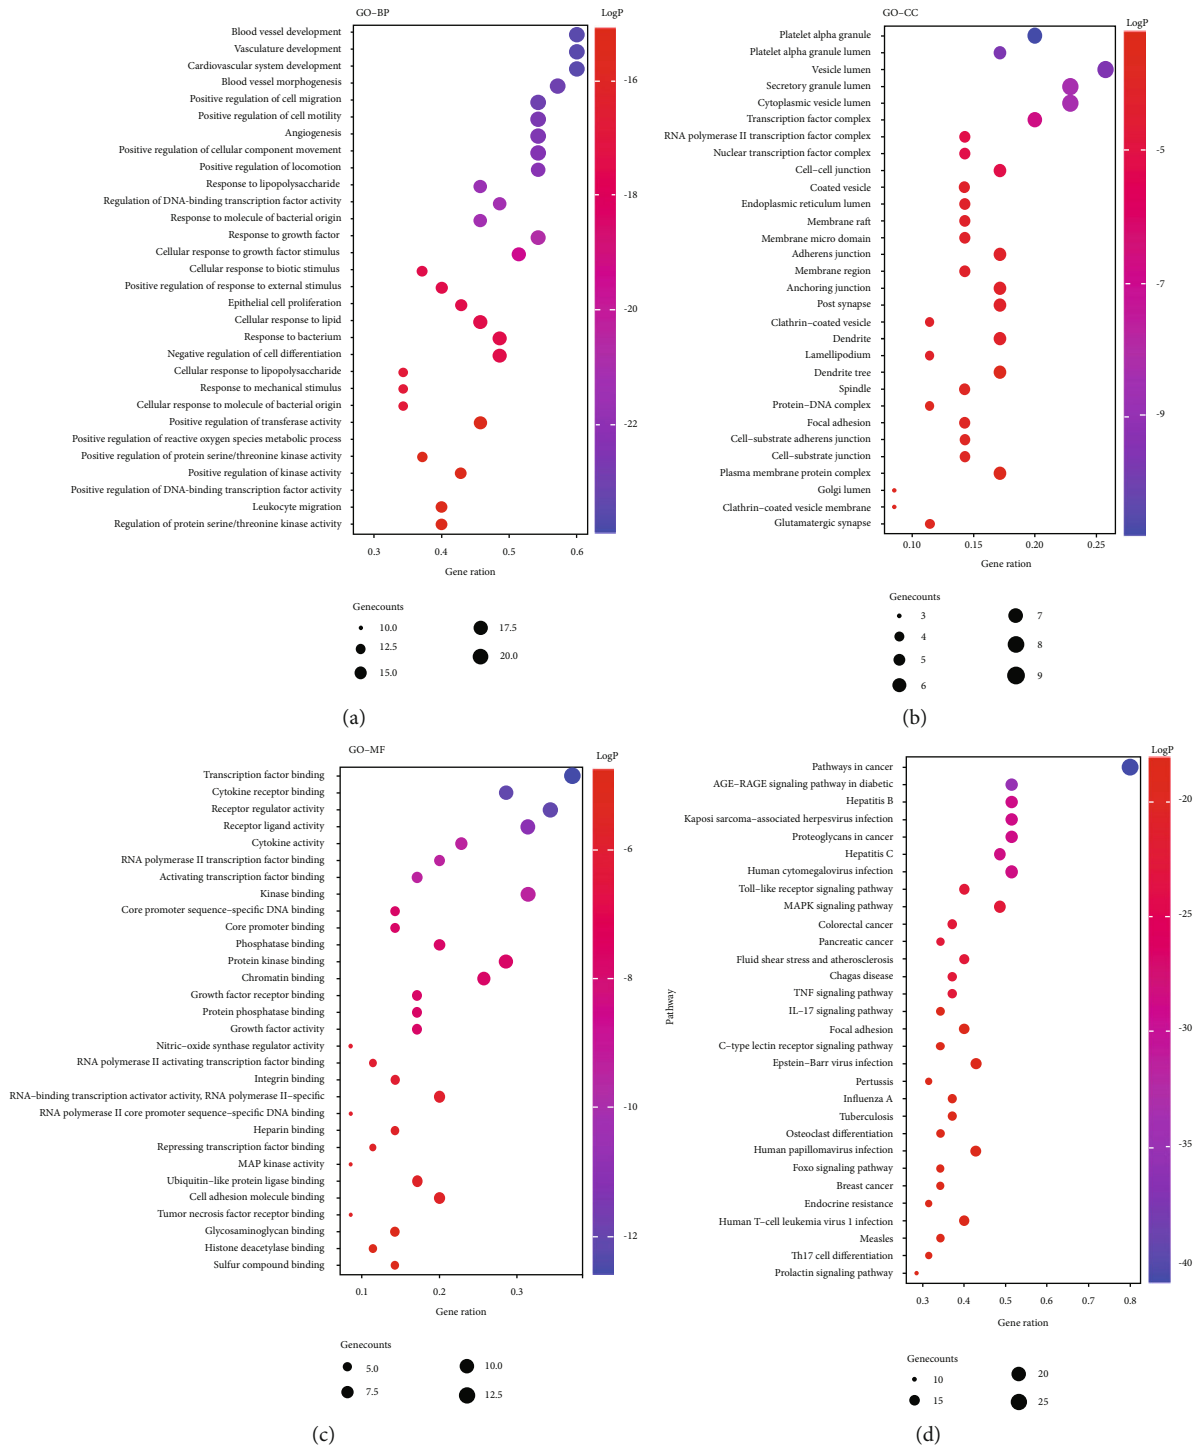 GO–BP
LogP
Blood vessel development
Vasculature development
Cardiovascular system development
Blood vessel morphogenesis
Positive regulation of cell migration
Positive regulation of cell motility
Angiogenesis
Positive regulation of cellular component movement
Positive regulation of locomotion
Response to lipopolysaccharide
Regulation of DNA-binding transcription factor activity
Response to molecule of bacterial origin
Response to growth factor
Cellular response to growth factor stimulus
Cellular response to biotic stimulus
Positive regulation of response to external stimulus
Epithelial cell proliferation
Cellular response to lipid
Response to bacterium
Negative regulation of cell differentiation
Cellular response to lipopolysaccharide
Response to mechanical stimulus
Cellular response to molecule of bacterial origin
Positive regulation of transferase activity
Positive regulation of reactive oxygen species metabolic process
Positive regulation of protein serine/threonine kinase activity
Positive regulation of kinase activity
Positive regulation of DNA-binding transcription factor activity
Leukocyte migration
Regulation of protein serine/threonine kinase activity
-16
-18
-20
-22
0.3 0.4 0.5 0.6
Gene ration
Genecounts
10.0
12.5
15.0
17.5
20.0
(a)
GO–CC
LogP
Platelet alpha granule
Platelet alpha granule lumen
Vesicle lumen
Secretory granule lumen
Cytoplasmic vesicle lumen
Transcription factor complex
RNA polymerase II transcription factor complex
Nuclear transcription factor complex
Cell–cell junction
Coated vesicle
Endoplasmic reticulum lumen
Membrane raft
Membrane micro domain
Adherens junction
Membrane region
Anchoring junction
Post synapse
Clathrin–coated vesicle
Dendrite
Lamellipodium
Dendrite tree
Spindle
Protein–DNA complex
Focal adhesion
Cell–substrate adherens junction
Cell–substrate junction
Plasma membrane protein complex
Golgi lumen
Clathrin–coated vesicle membrane
Glutamatergic synapse
-5
-7
-9
0.10 0.15 0.20 0.25
Gene ration
Genecounts
3
4
5
6
7
8
9
(b)
GO–MF
LogP
Transcription factor binding
Cytokine receptor binding
Receptor regulator activity
Receptor ligand activity
Cytokine activity
RNA polymerase II transcription factor binding
Activating transcription factor binding
Kinase binding
Core promoter sequence–specific DNA binding
Core promoter binding
Phosphatase binding
Protein kinase binding
Chromatin binding
Growth factor receptor binding
Protein phosphatase binding
Growth factor activity
Nitric–oxide synthase regulator activity
RNA polymerase II activating transcription factor binding
Integrin binding
RNA–binding transcription activator activity, RNA polymerase II–specific
RNA polymerase II core promoter sequence–specific DNA binding
Heparin binding
Repressing transcription factor binding
MAP kinase activity
Ubiquitin–like protein ligase binding
Cell adhesion molecule binding
Tumor necrosis factor receptor binding
Glycosaminoglycan binding
Histone deacetylase binding
Sulfur compound binding
-6
-8
-10
-12
0.1 0.2 0.3
Gene ration
Genecounts
5.0
7.5
10.0
12.5
(c)
LogP
Pathway
Pathways in cancer
AGE–RAGE signaling pathway in diabetic
Hepatitis B
Kaposi sarcoma–associated herpesvirus infection
Proteoglycans in cancer
Hepatitis C
Human cytomegalovirus infection
Toll–like receptor signaling pathway
MAPK signaling pathway
Colorectal cancer
Pancreatic cancer
Fluid shear stress and atherosclerosis
Chagas disease
TNF signaling pathway
IL–17 signaling pathway
Focal adhesion
C–type lectin receptor signaling pathway
Epstein–Barr virus infection
Pertussis
Influenza A
Tuberculosis
Osteoclast differentiation
Human papillomavirus infection
Foxo signaling pathway
Breast cancer
Endocrine resistance
Human T–cell leukemia virus 1 infection
Measles
Th17 cell differentiation
Prolactin signaling pathway
-20
-25
-30
-35
-40
0.3 0.4 0.5 0.6 0.7 0.8
Gene ration
Genecounts
10
15
20
25
(d)